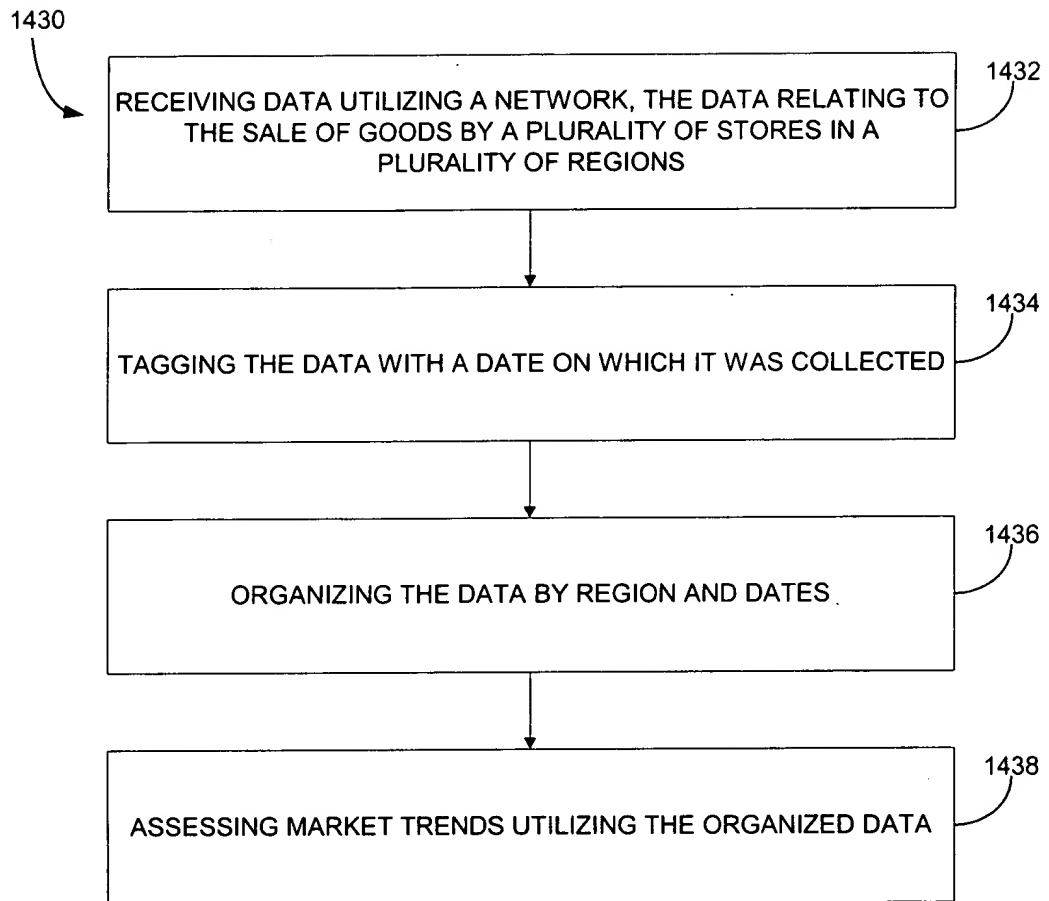 1430
1432
RECEIVING DATA UTILIZING A NETWORK, THE DATA RELATING TO
THE SALE OF GOODS BY A PLURALITY OF STORES IN A
PLURALITY OF REGIONS
1434
TAGGING THE DATA WITH A DATE ON WHICH IT WAS COLLECTED
1436
ORGANIZING THE DATA BY REGION AND DATES
1438
ASSESSING MARKET TRENDS UTILIZING THE ORGANIZED DATA